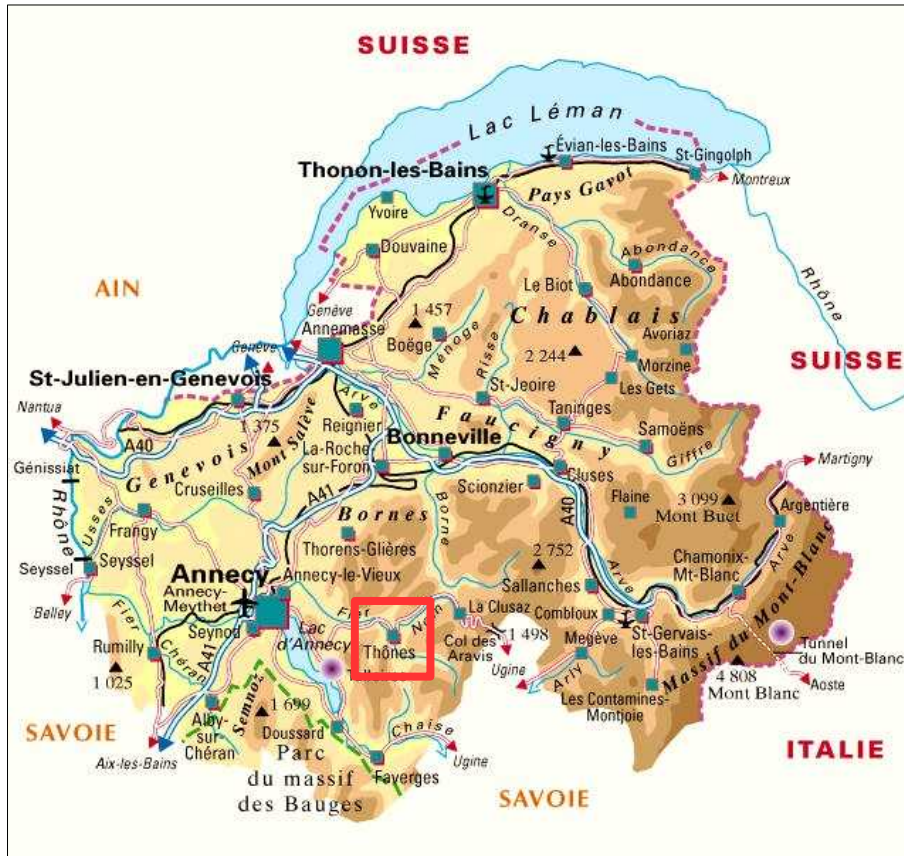 SUISSE
Lac Léman
Évian-les-Bains
St-Gingolph
Thonon-les-Bains
Pays Gavot
Montreux
Yvoire
Dranse
Douvaine
Abondance
Abondance
Rhône
AIN
Le Biot
Genève
1 457
Chablais
Annemasse
Boëge
Avoriaz
Genève
Ménoge
Risse
2 244
Morzine
SUISSE
St-Julien-en-Genevois
St-Jeoire
Les Gets
Nantua
Arve
Faucigny
Taninges
1 375
Reignier
A40
Mont Salève
La-Roche-
sur-Foron
Bonneville
Samoëns
Giffre
Génissiat
Genevois
Cluses
Martigny
Cruseilles
A41
Scionzier
Flaine
3 099
Mont Buet
Rhône
Usses
Frangy
Bornes
Borne
A40
Argentière
Thorens-Glières
2 752
Chamonix-
Mt-Blanc
Arve
Seyssel
Seyssel
Annecy
Annecy-le-Vieux
Sallanches
Arve
Annecy-
Meythet
Belley
Fier
Fier
Nom
La Clusaz
Combloux
Seynod
Lac
d'Annecy
Thônes
Col des
Aravis
1 498
Megève
St-Gervais-
les-Bains
Massif du Mont-Blanc
Tunnel
du Mont-Blanc
Rumilly
Chéran
A41
Ugine
Arly
4 808
Mont Blanc
1 025
Les Contamines-
Montjoie
Aoste
Alby-
sur-
Chéran
Semnoz
1 699
Doussard
Chaise
SAVOIE
Parc
du massif
des Bauges
ITALIE
Aix-les-Bains
Faverges
Ugine
SAVOIE